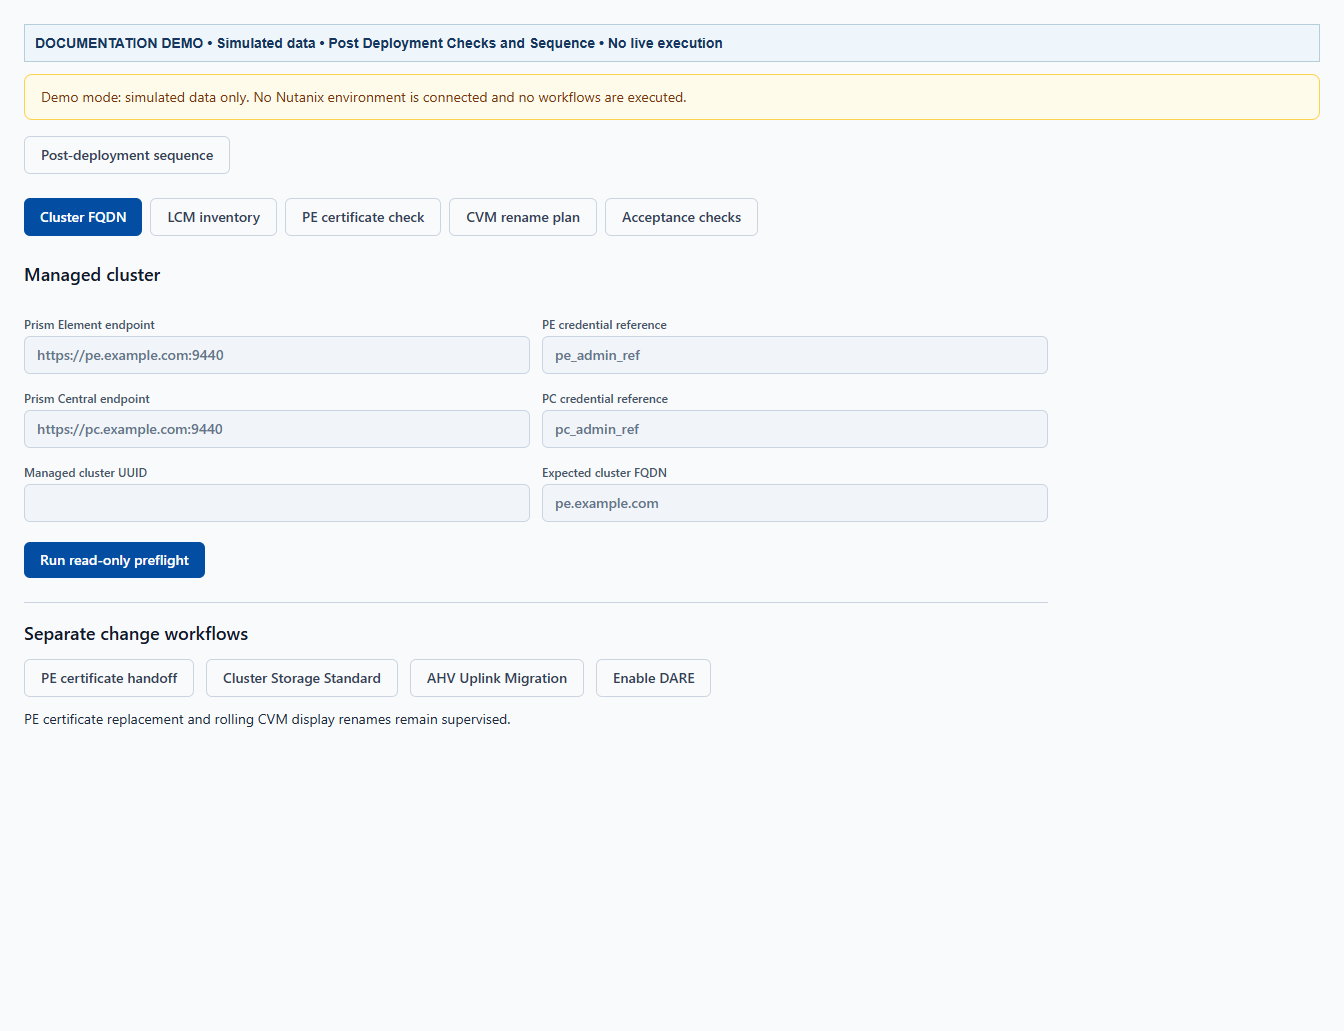 DOCUMENTATION DEMO • Simulated data • Post Deployment Checks and Sequence • No live execution
Demo mode: simulated data only. No Nutanix environment is connected and no workflows are executed.
Post-deployment sequence
Cluster FQDN LCM inventory PE certificate check CVM rename plan Acceptance checks
Managed cluster
Prism Element endpoint PE credential reference
https://pe.example.com:9440 pe_admin_ref
Prism Central endpoint PC credential reference
https://pc.example.com:9440 pc_admin_ref
Managed cluster UUID Expected cluster FQDN
pe.example.com
Run read-only preflight
Separate change workflows
PE certificate handoff Cluster Storage Standard AHV Uplink Migration Enable DARE
PE certificate replacement and rolling CVM display renames remain supervised.